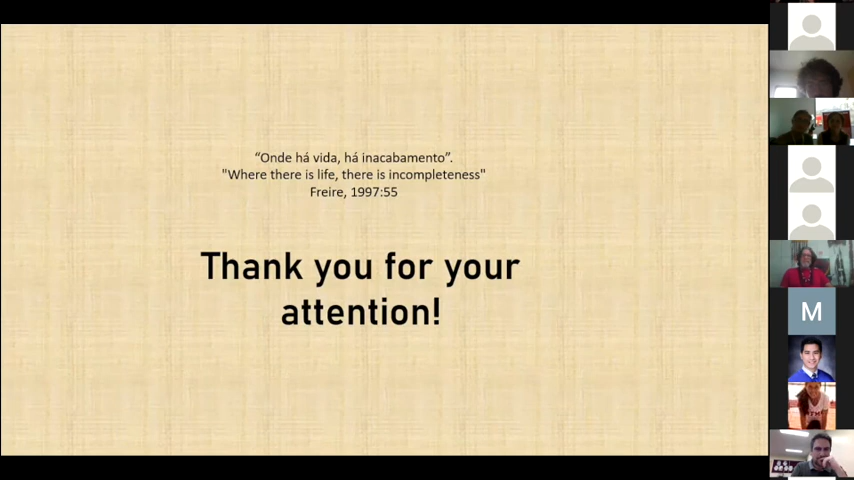 “Onde há vida, há inacabamento”.
"Where there is life, there is incompleteness"
Freire, 1997:55
Thank you for your
attention!
M